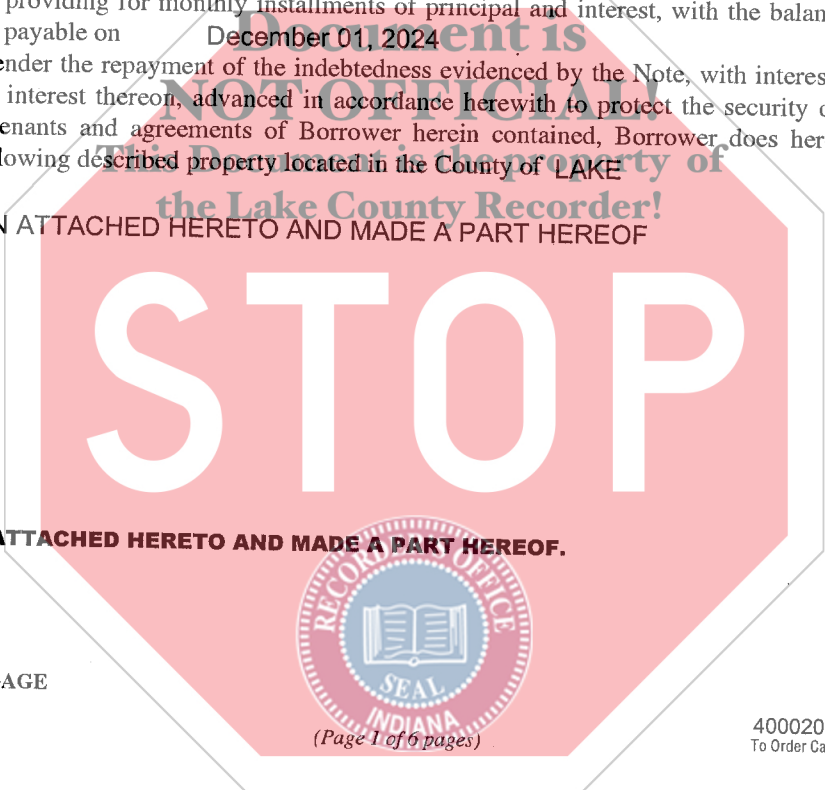 providing for monthly installments of principal and interest, with the balan
Document is
payable on December 01, 2024
ender the repayment of the indebtedness evidenced by the Note, with interes
NOT OFFICIAL!
interest thereon, advanced in accordance herewith to protect the security o
enants and agreements of Borrower herein contained, Borrower does her
This Document is the property of
lowing described property located in the County of LAKE
the Lake County Recorder!
N ATTACHED HERETO AND MADE A PART HEREOF
STOP
ATTACHED HERETO AND MADE A PART HEREOF.
RECORDER'S OFFICE
SEAL
INDIANA
AGE
(Page 1 of 6 pages)
400020
To Order Ca